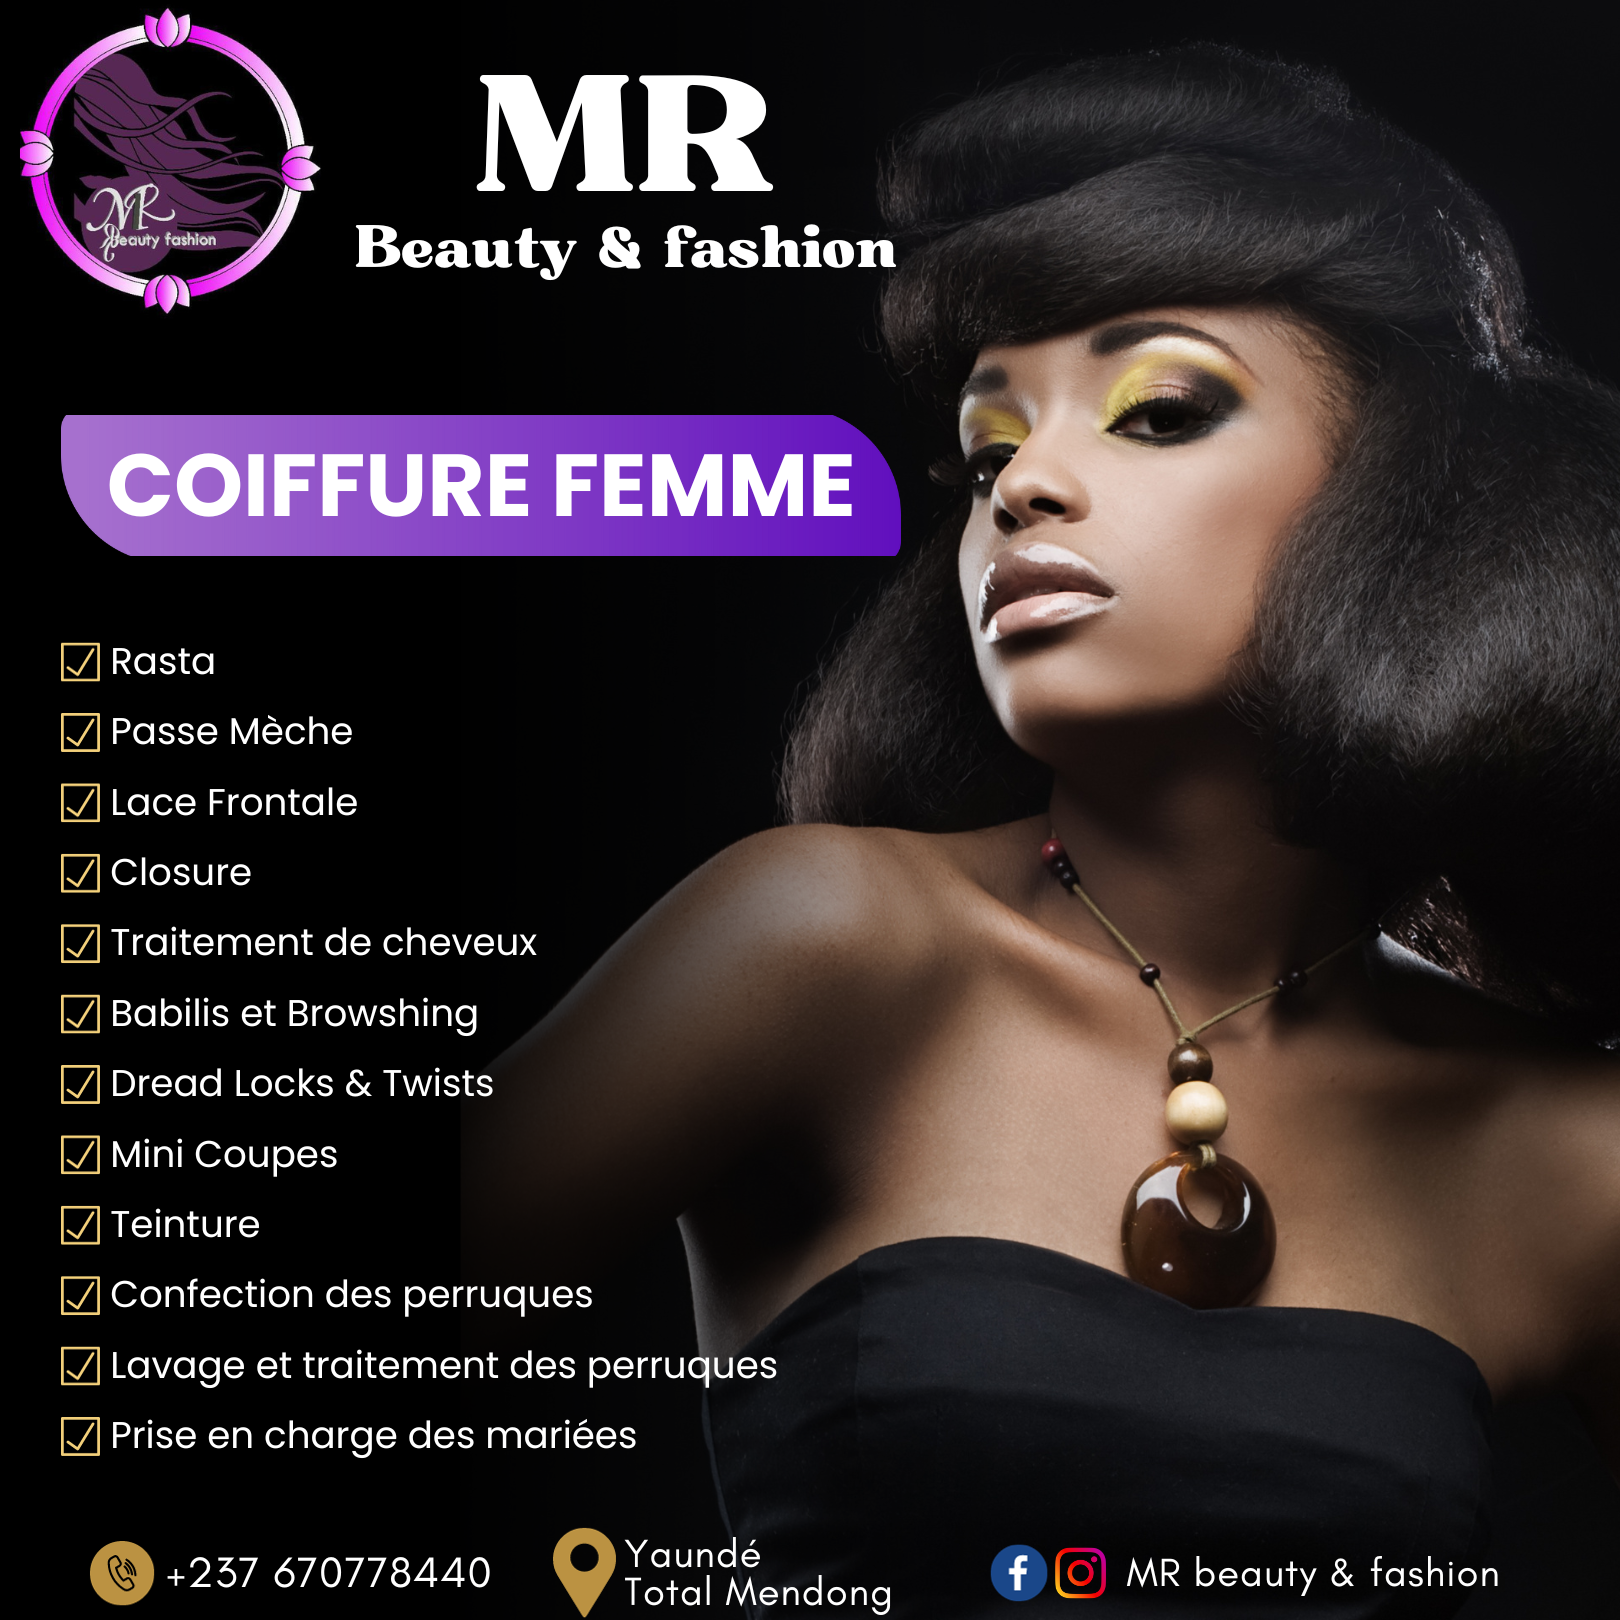 MR
Beauty fashion
MR
Beauty & fashion
COIFFURE FEMME
Rasta
Passe Mèche
Lace Frontale
Closure
Traitement de cheveux
Babilis et Browshing
Dread Locks & Twists
Mini Coupes
Teinture
Confection des perruques
Lavage et traitement des perruques
Prise en charge des mariées
+237 670778440
Yaundé
Total Mendong
MR beauty & fashion